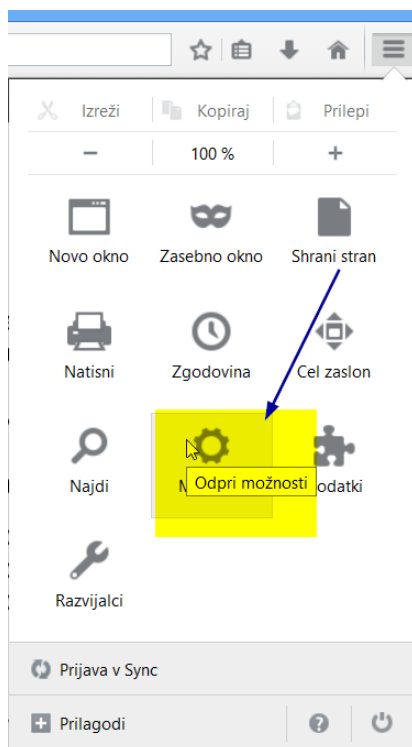 Izreži Kopiraj Prilepi
− 100 % +
Novo okno Zasebno okno Shrani stran
Natisni Zgodovina Cel zaslon
Najdi Odpri možnosti
Razvijalci
Prijava v Sync
Prilagodi